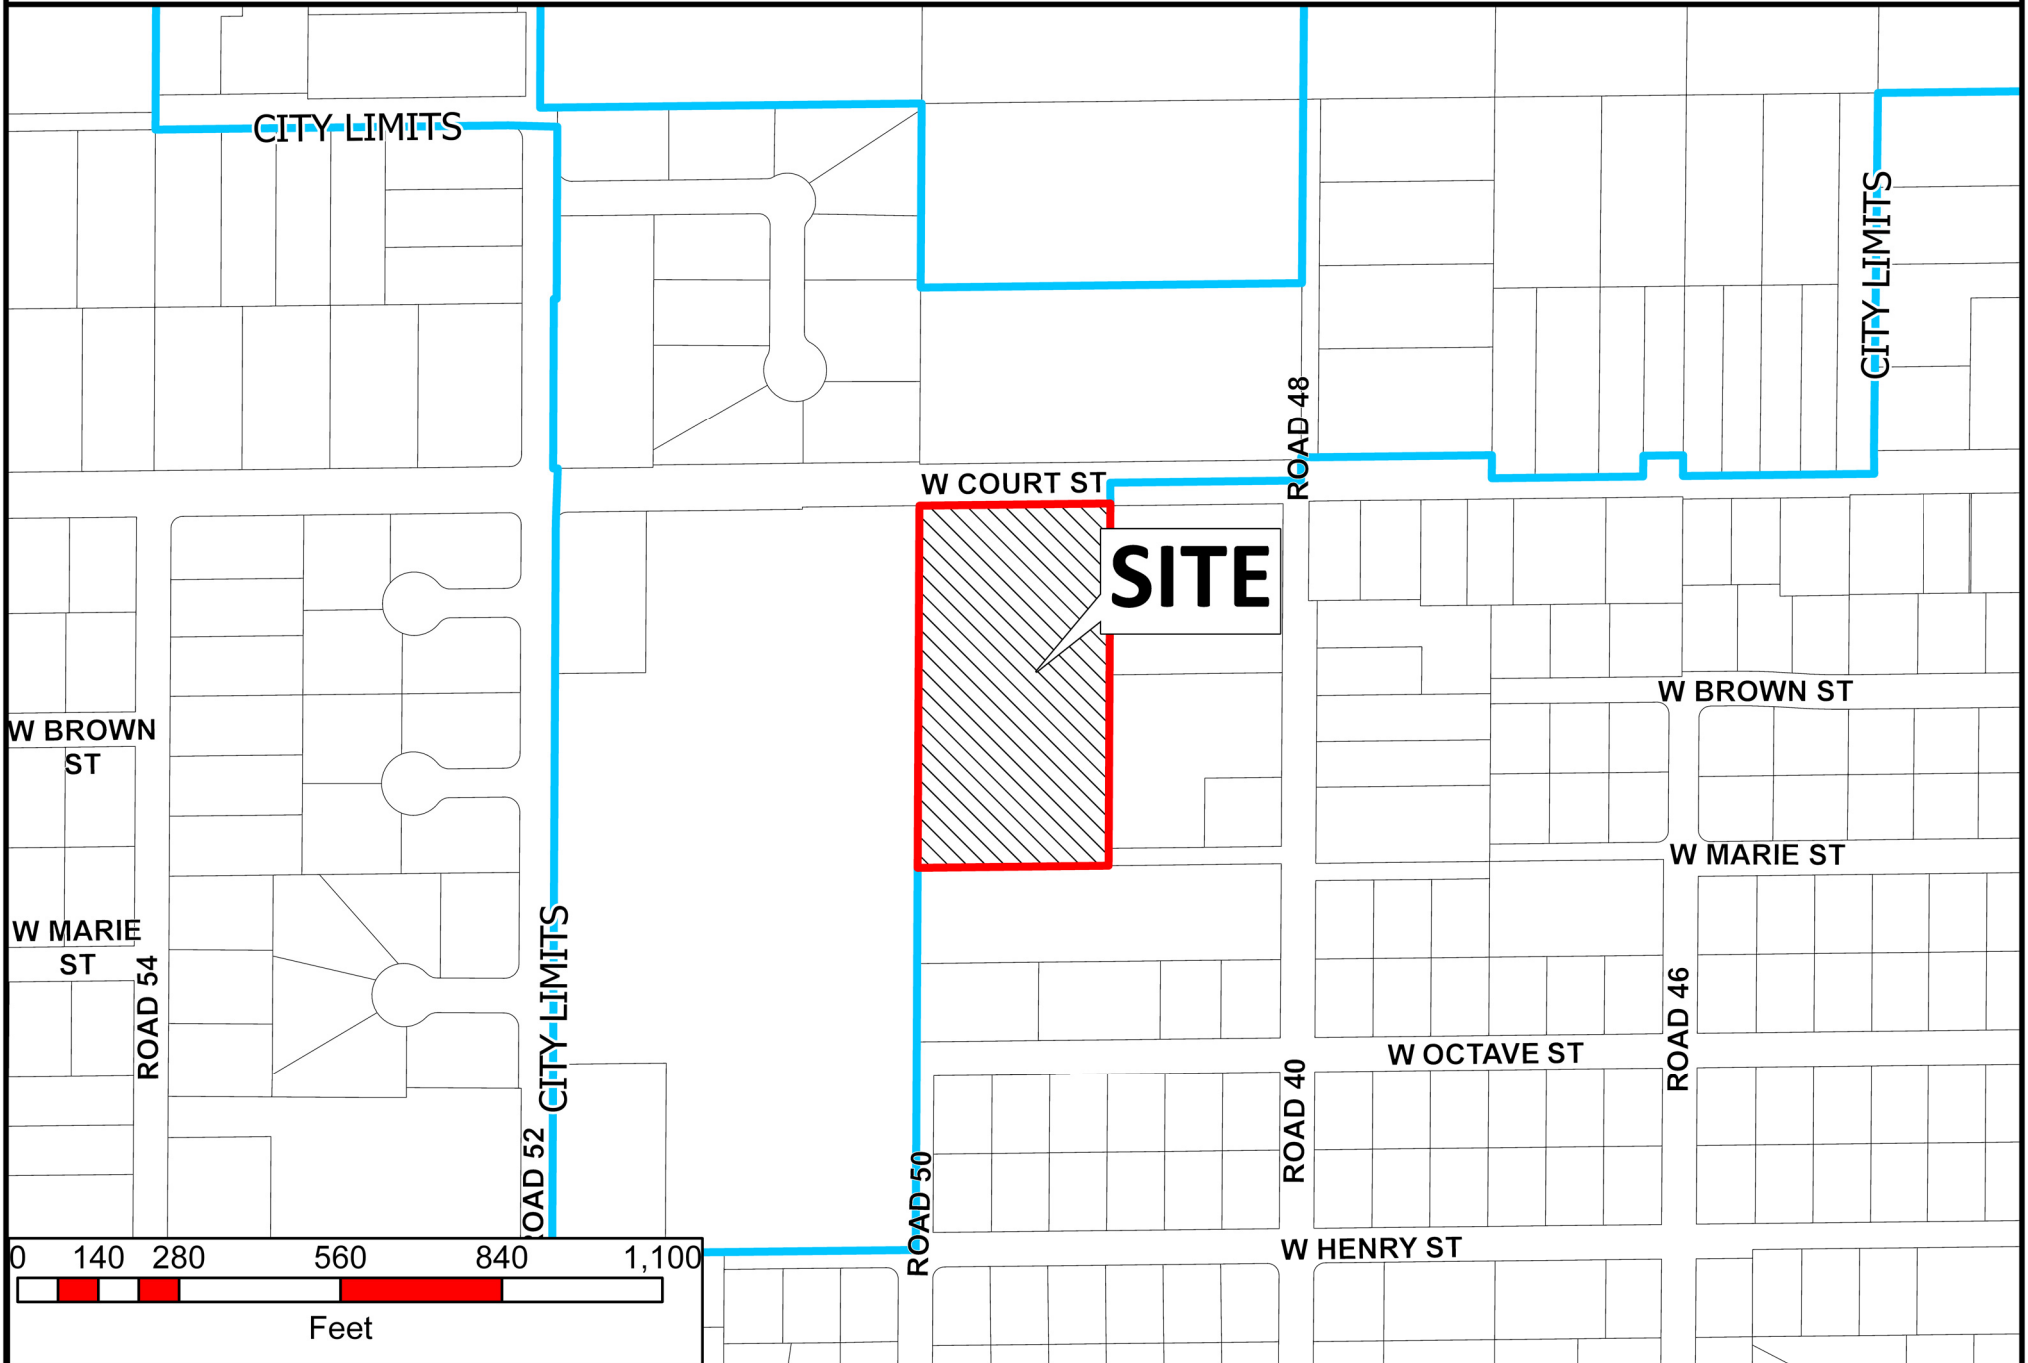 CITY LIMITS
CITY LIMITS
ROAD 48
W COURT ST
SITE
W BROWN ST
W BROWN
ST
W MARIE ST
W MARIE
ST
ROAD 54
CITY LIMITS
ROAD 46
W OCTAVE ST
ROAD 40
ROAD 52
ROAD 50
W HENRY ST
0 140 280 560 840 1,100
Feet